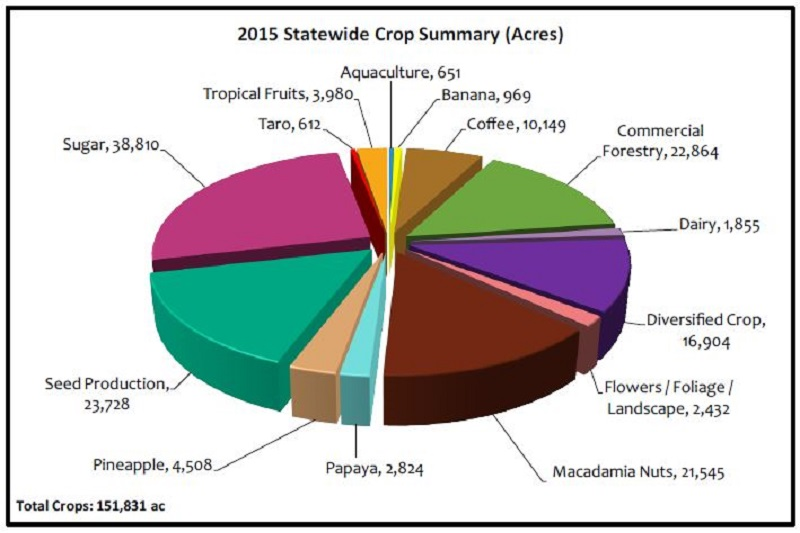 2015 Statewide Crop Summary (Acres)
Aquaculture, 651
Tropical Fruits, 3,980
Banana, 969
Taro, 612
Coffee, 10,149
Sugar, 38,810
Commercial
Forestry, 22,864
Dairy, 1,855
Diversified Crop,
16,904
Seed Production,
23,728
Flowers / Foliage /
Landscape, 2,432
Pineapple, 4,508
Papaya, 2,824
Macadamia Nuts, 21,545
Total Crops: 151,831 ac